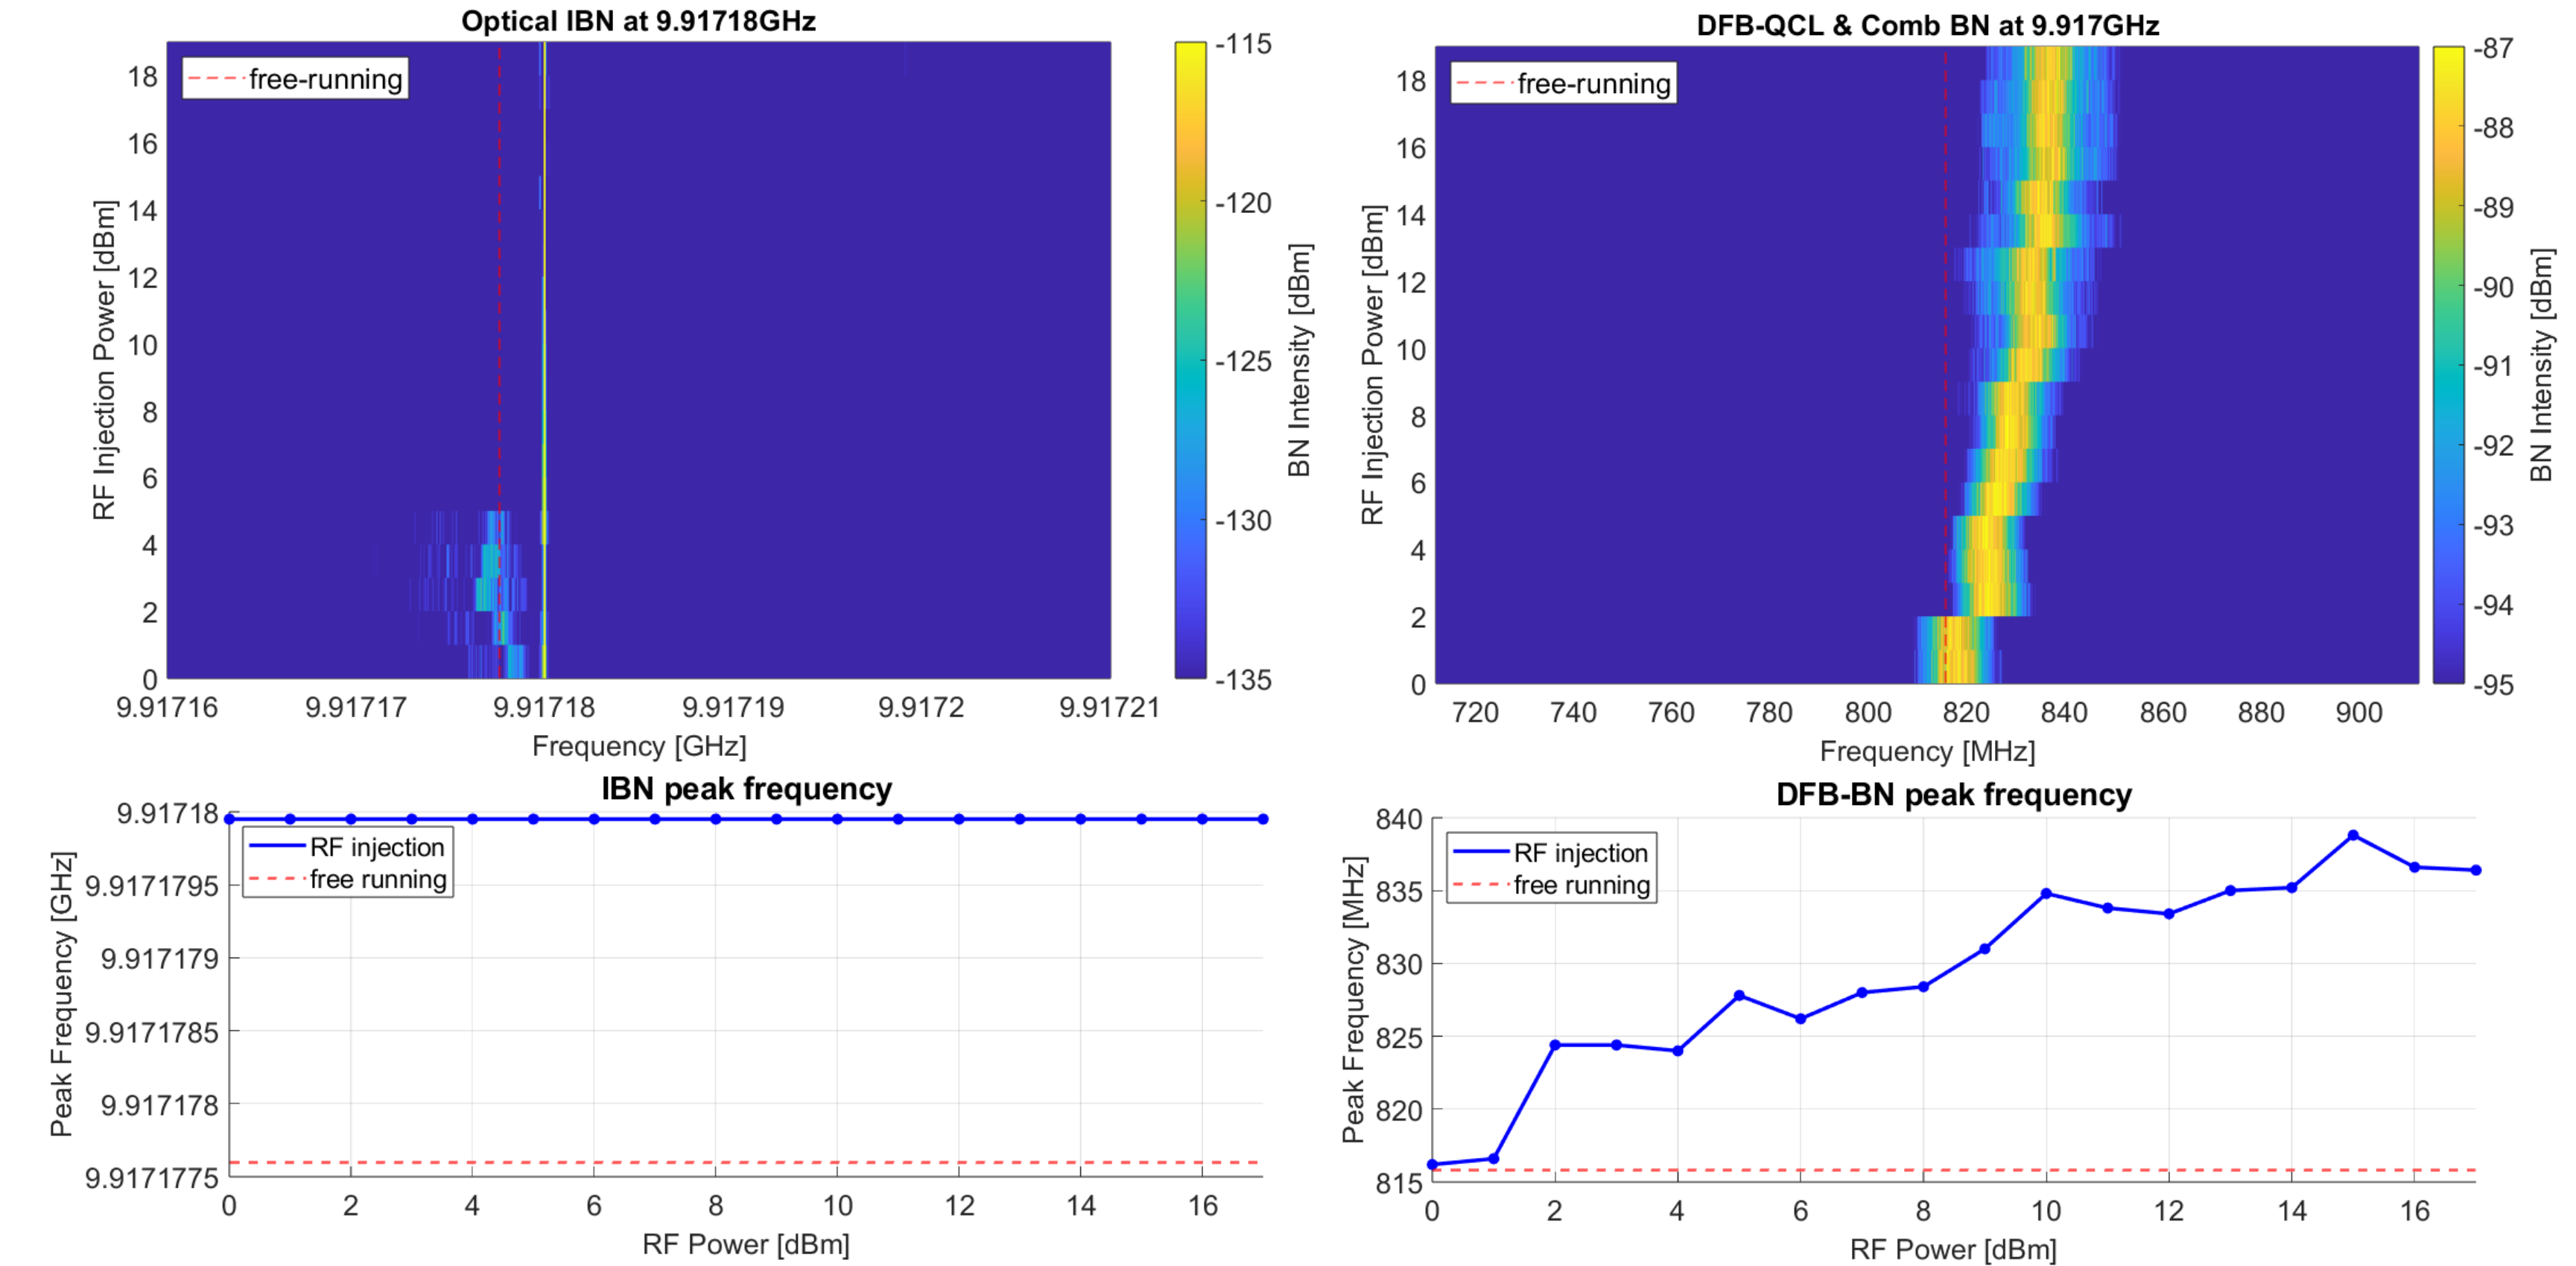 Optical IBN at 9.91718GHz
free-running
18
16
14
12
10
8
6
4
2
0
RF Injection Power [dBm]
9.91716 9.91717 9.91718 9.91719 9.9172 9.91721
Frequency [GHz]
-115
-120
-125
-130
-135
BN Intensity [dBm]
DFB-QCL & Comb BN at 9.917GHz
free-running
18
16
14
12
10
8
6
4
2
0
RF Injection Power [dBm]
720 740 760 780 800 820 840 860 880 900
Frequency [MHz]
-87
-88
-89
-90
-91
-92
-93
-94
-95
BN Intensity [dBm]
IBN peak frequency
RF injection
free running
9.91718
9.9171795
9.917179
9.9171785
9.917178
9.9171775
Peak Frequency [GHz]
0 2 4 6 8 10 12 14 16
RF Power [dBm]
DFB-BN peak frequency
RF injection
free running
840
835
830
825
820
815
Peak Frequency [MHz]
0 2 4 6 8 10 12 14 16
RF Power [dBm]